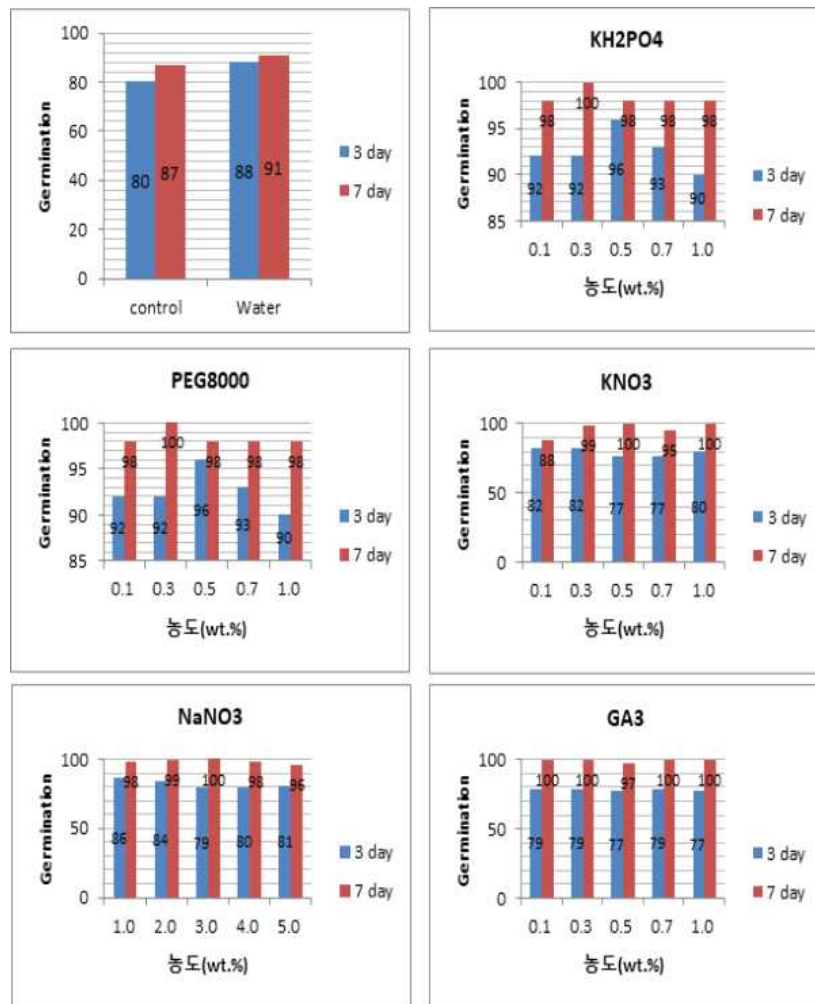 100
80
60
40
20
0
Germination
80
87
88
91
control
Water
3 day
7 day
KH2PO4
100
95
90
85
Germination
92
98
92
100
96
98
93
98
90
98
0.1 0.3 0.5 0.7 1.0
농도(wt.%)
3 day
7 day
PEG8000
100
95
90
85
Germination
92
98
92
100
96
98
93
98
90
98
0.1 0.3 0.5 0.7 1.0
농도(wt.%)
3 day
7 day
KNO3
100
50
0
Germination
82
88
82
99
77
100
77
95
80
100
0.1 0.3 0.5 0.7 1.0
농도(wt.%)
3 day
7 day
NaNO3
100
50
0
Germination
86
98
84
99
79
100
80
98
81
96
1.0 2.0 3.0 4.0 5.0
농도(wt.%)
3 day
7 day
GA3
100
50
0
Germination
79
100
79
100
77
97
79
100
77
100
0.1 0.3 0.5 0.7 1.0
농도(wt.%)
3 day
7 day